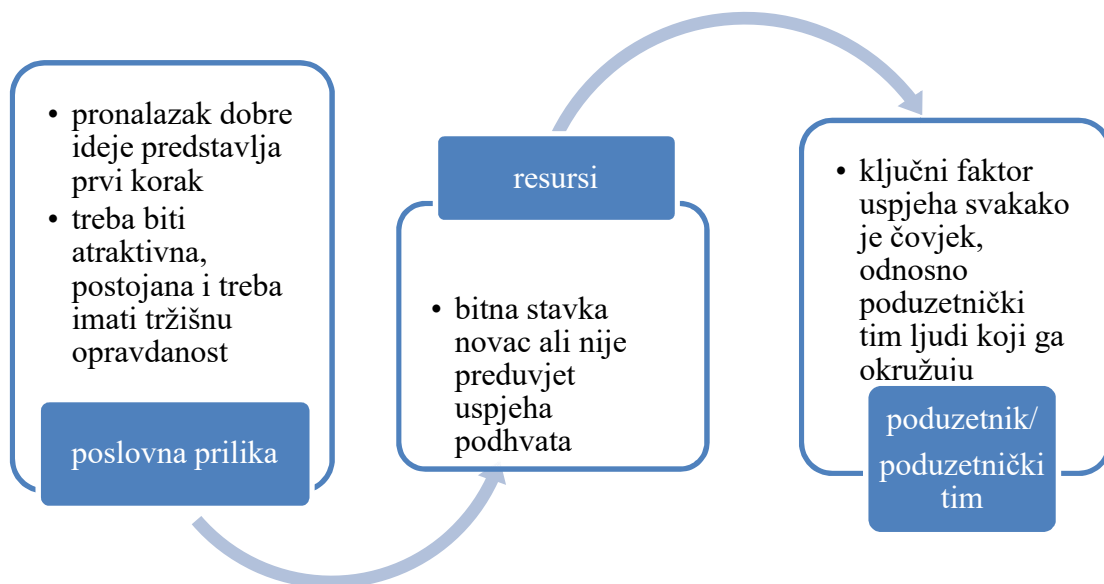 • pronalazak dobre
ideje predstavlja
prvi korak
• treba biti
atraktivna,
postojana i treba
imati tržišnu
opravdanost
poslovna prilika
resursi
• bitna stavka
novac ali nije
preduvjet
uspjeha
podhvata
• ključni faktor
uspjeha svakako
je čovjek,
odnosno
poduzetnički
tim ljudi koji ga
okružuju
poduzetnik/
poduzetnički
tim